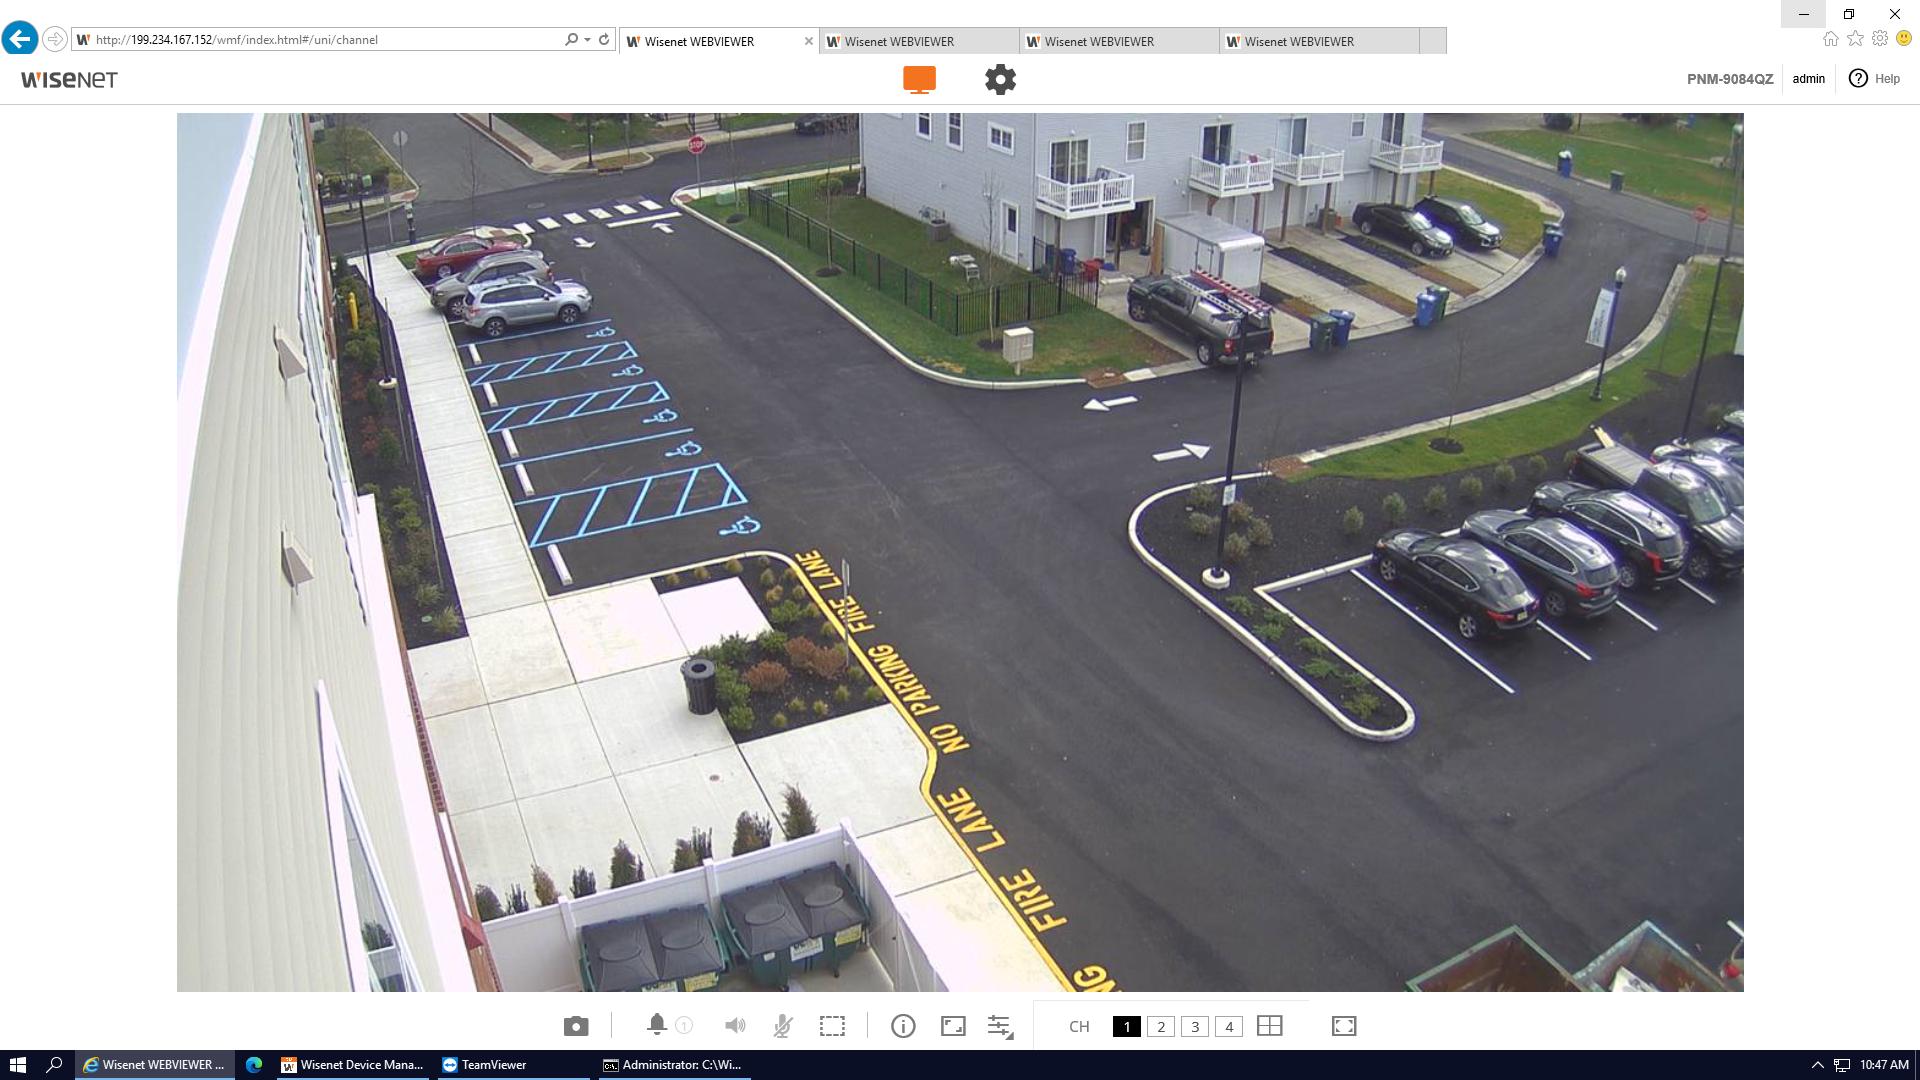 http://199.234.167.152/wmf/index.html#/uni/channel
Wisenet WEBVIEWER
Wisenet WEBVIEWER
Wisenet WEBVIEWER
Wisenet WEBVIEWER
WISENET
PNM-9084QZ
admin
? Help
STOP
FIRE LANE
NO PARKING
FIRE LANE
NG
1
CH
1
2
3
4
Wisenet WEBVIEWER ...
Wisenet Device Mana...
TeamViewer
Administrator: C:\Wi...
10:47 AM